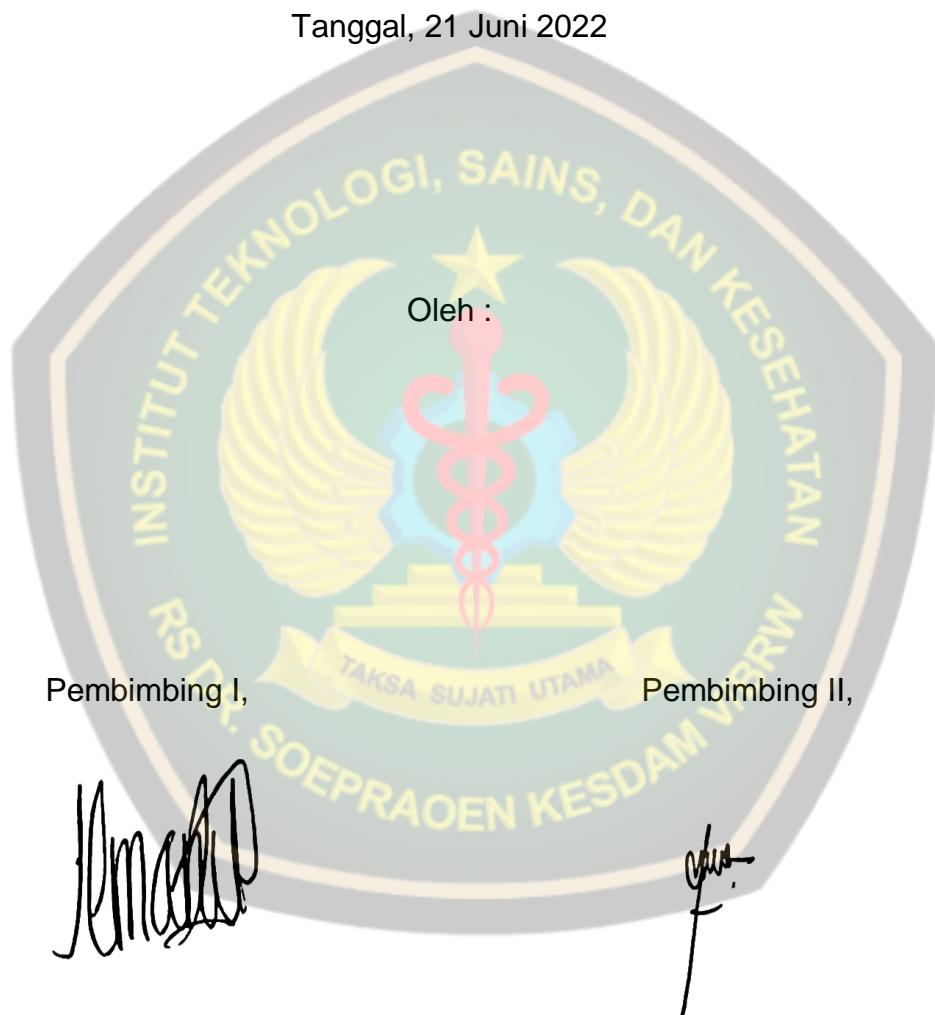 Tanggal, 21 Juni 2022
INSTITUT TEKNOLOGI, SAINS, DAN KESEHATAN
Oleh :
TAKSA SUJATI UTAMA
Pembimbing I,
Pembimbing II,
RS DR. SOEPRAOEN KESDAM V/BRW